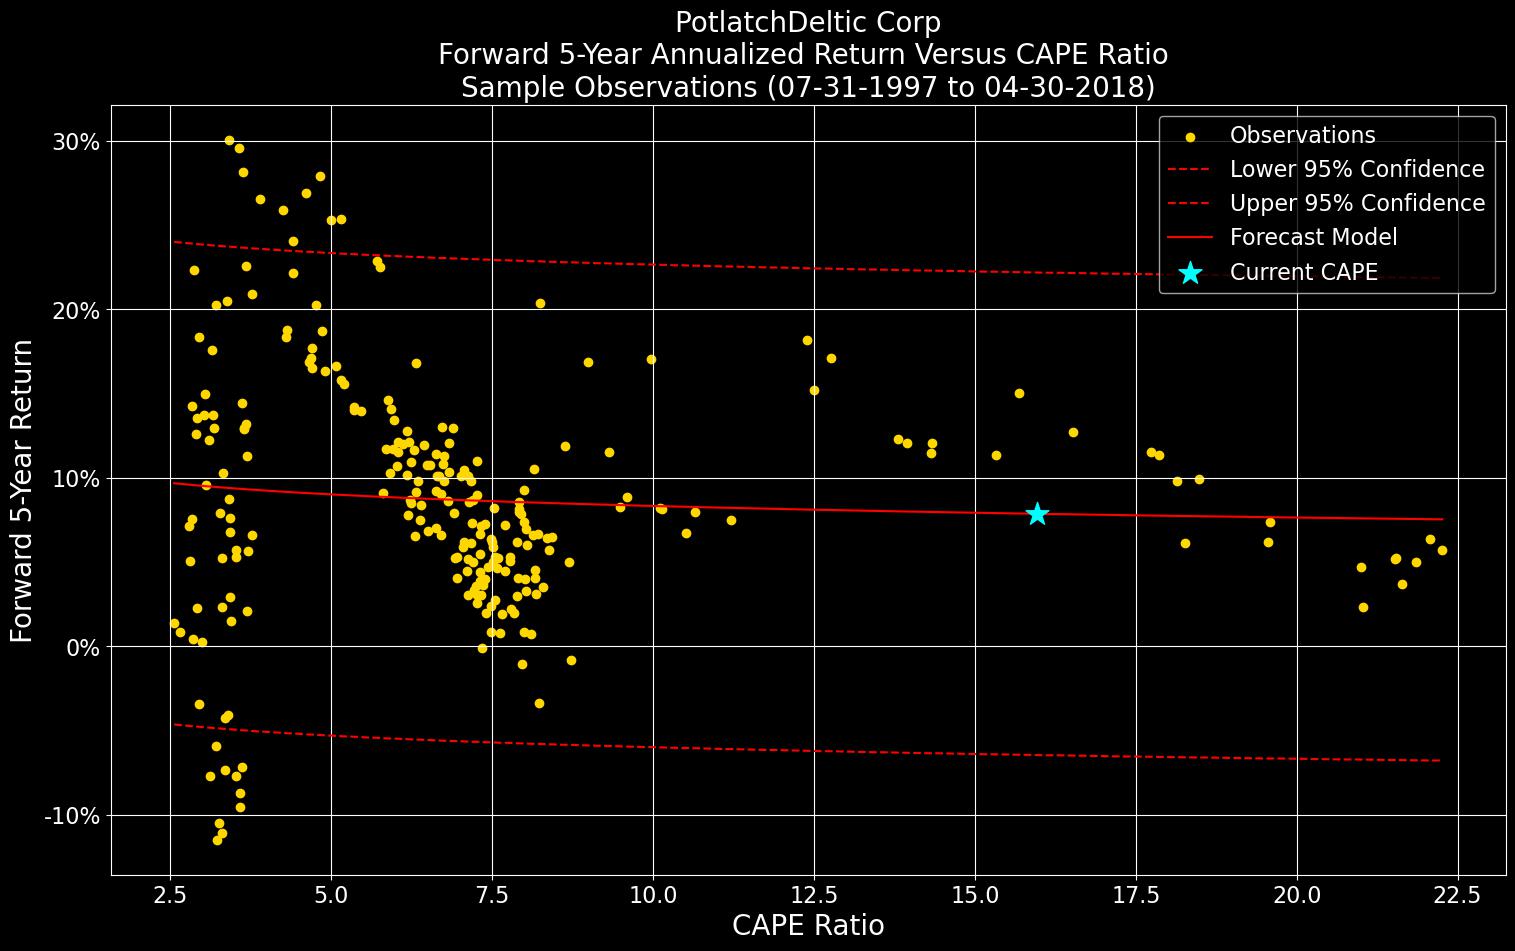 PotlatchDeltic Corp
Forward 5-Year Annualized Return Versus CAPE Ratio
Sample Observations (07-31-1997 to 04-30-2018)
Observations
Lower 95% Confidence
Upper 95% Confidence
Forecast Model
Current CAPE
Forward 5-Year Return
30%
20%
10%
0%
-10%
2.5 5.0 7.5 10.0 12.5 15.0 17.5 20.0 22.5
CAPE Ratio